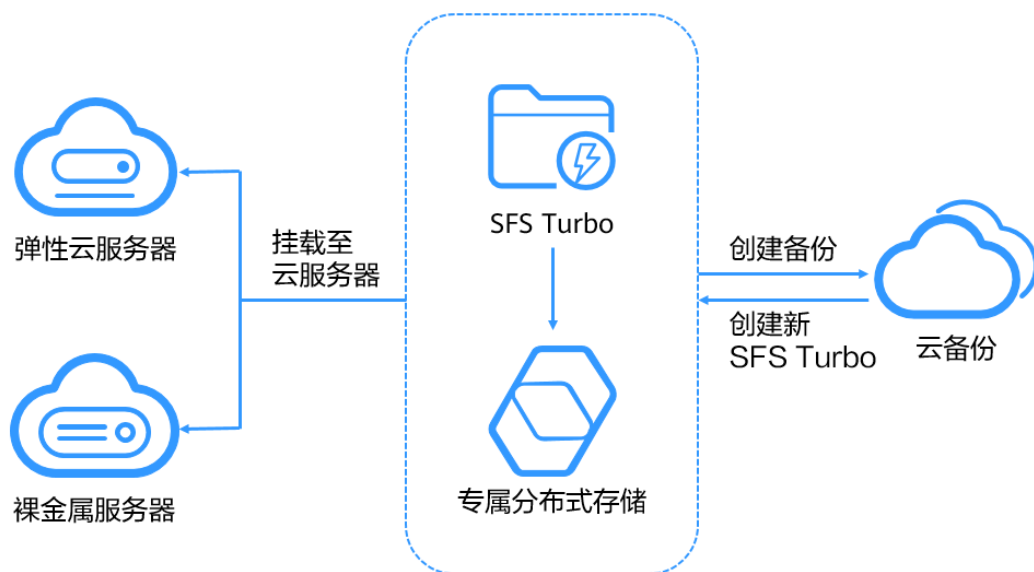 弹性云服务器
裸金属服务器
挂载至
云服务器
SFS Turbo
专属分布式存储
创建备份
创建新
SFS Turbo
云备份